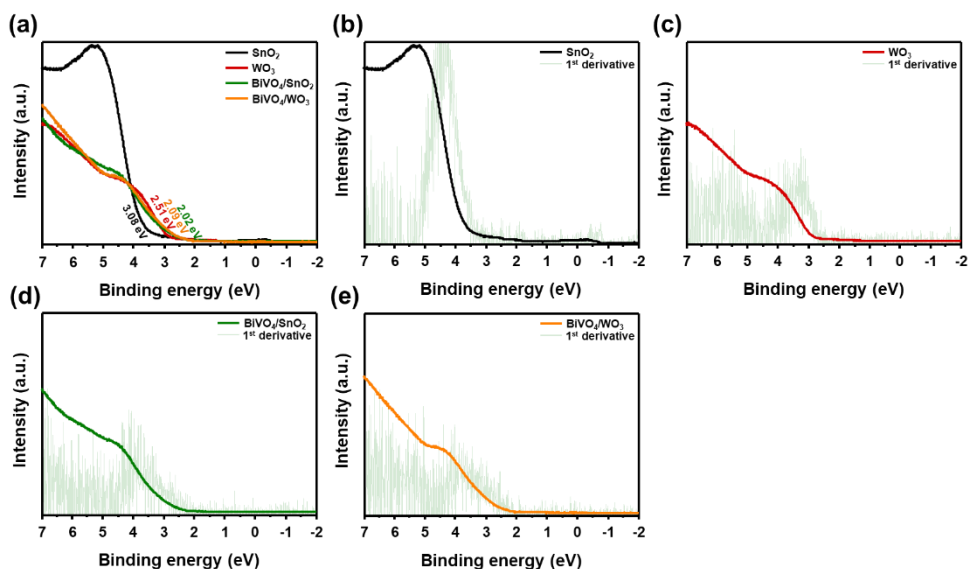 (a)
SnO₂
WO₃
BiVO₄/SnO₂
BiVO₄/WO₃
3.08 eV
2.51 eV
2.09 eV
2.02 eV
Intensity (a.u.)
7 6 5 4 3 2 1 0 -1 -2
Binding energy (eV)
(b)
SnO₂
1st derivative
Intensity (a.u.)
7 6 5 4 3 2 1 0 -1 -2
Binding energy (eV)
(c)
WO₃
1st derivative
Intensity (a.u.)
7 6 5 4 3 2 1 0 -1 -2
Binding energy (eV)
(d)
BiVO₄/SnO₂
1st derivative
Intensity (a.u.)
7 6 5 4 3 2 1 0 -1 -2
Binding energy (eV)
(e)
BiVO₄/WO₃
1st derivative
Intensity (a.u.)
7 6 5 4 3 2 1 0 -1 -2
Binding energy (eV)